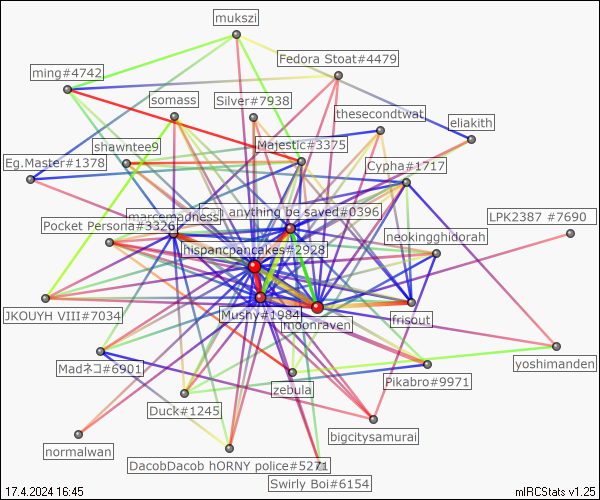 mukszi
Fedora Stoat#4479
ming#4742
somass
Silver#7938
thesecondtwat
eliakith
shawntee9
Majestic#3375
Eg.Master#1378
Cypha#1717
marcemadness
anything be saved#0396
LPK2387 #7690
Pocket Persona#3326
neokingghidorah
hispancpancakes#2928
JKOUYH VIII#7034
Mushy#1984
moonraven
frisout
Madネコ#6901
yoshimanden
zebula
Pikabro#9971
Duck#1245
bigcitysamurai
normalwan
DacobDacob hORNY police#5271
Swirly Boi#6154
17.4.2024 16:45
mIRCStats v1.25